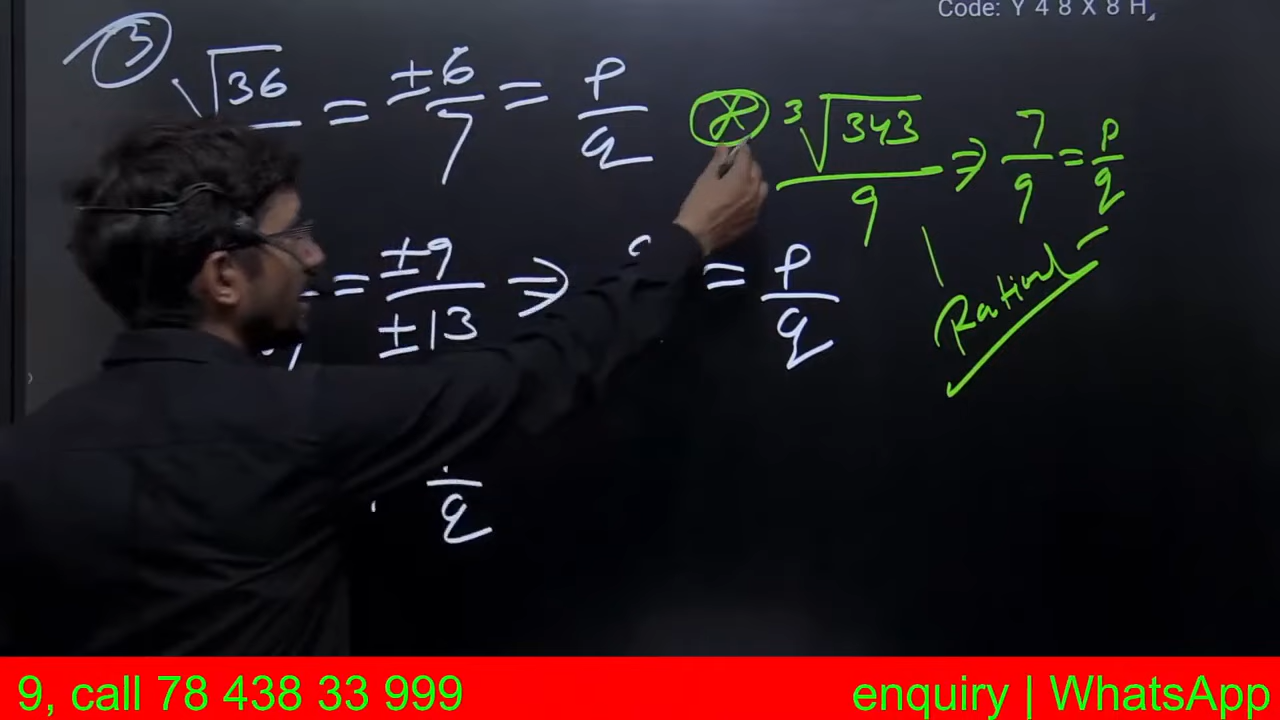 Code: Y 4 8 X 8 H
③ √36 = ±6/7 = p/q
Ⓧ ³√343/9 ⇒ 7/9 = p/q
= ±9/±13 ⇒ = p/q
Rational
q
9, call 78 438 33 999 enquiry | WhatsApp